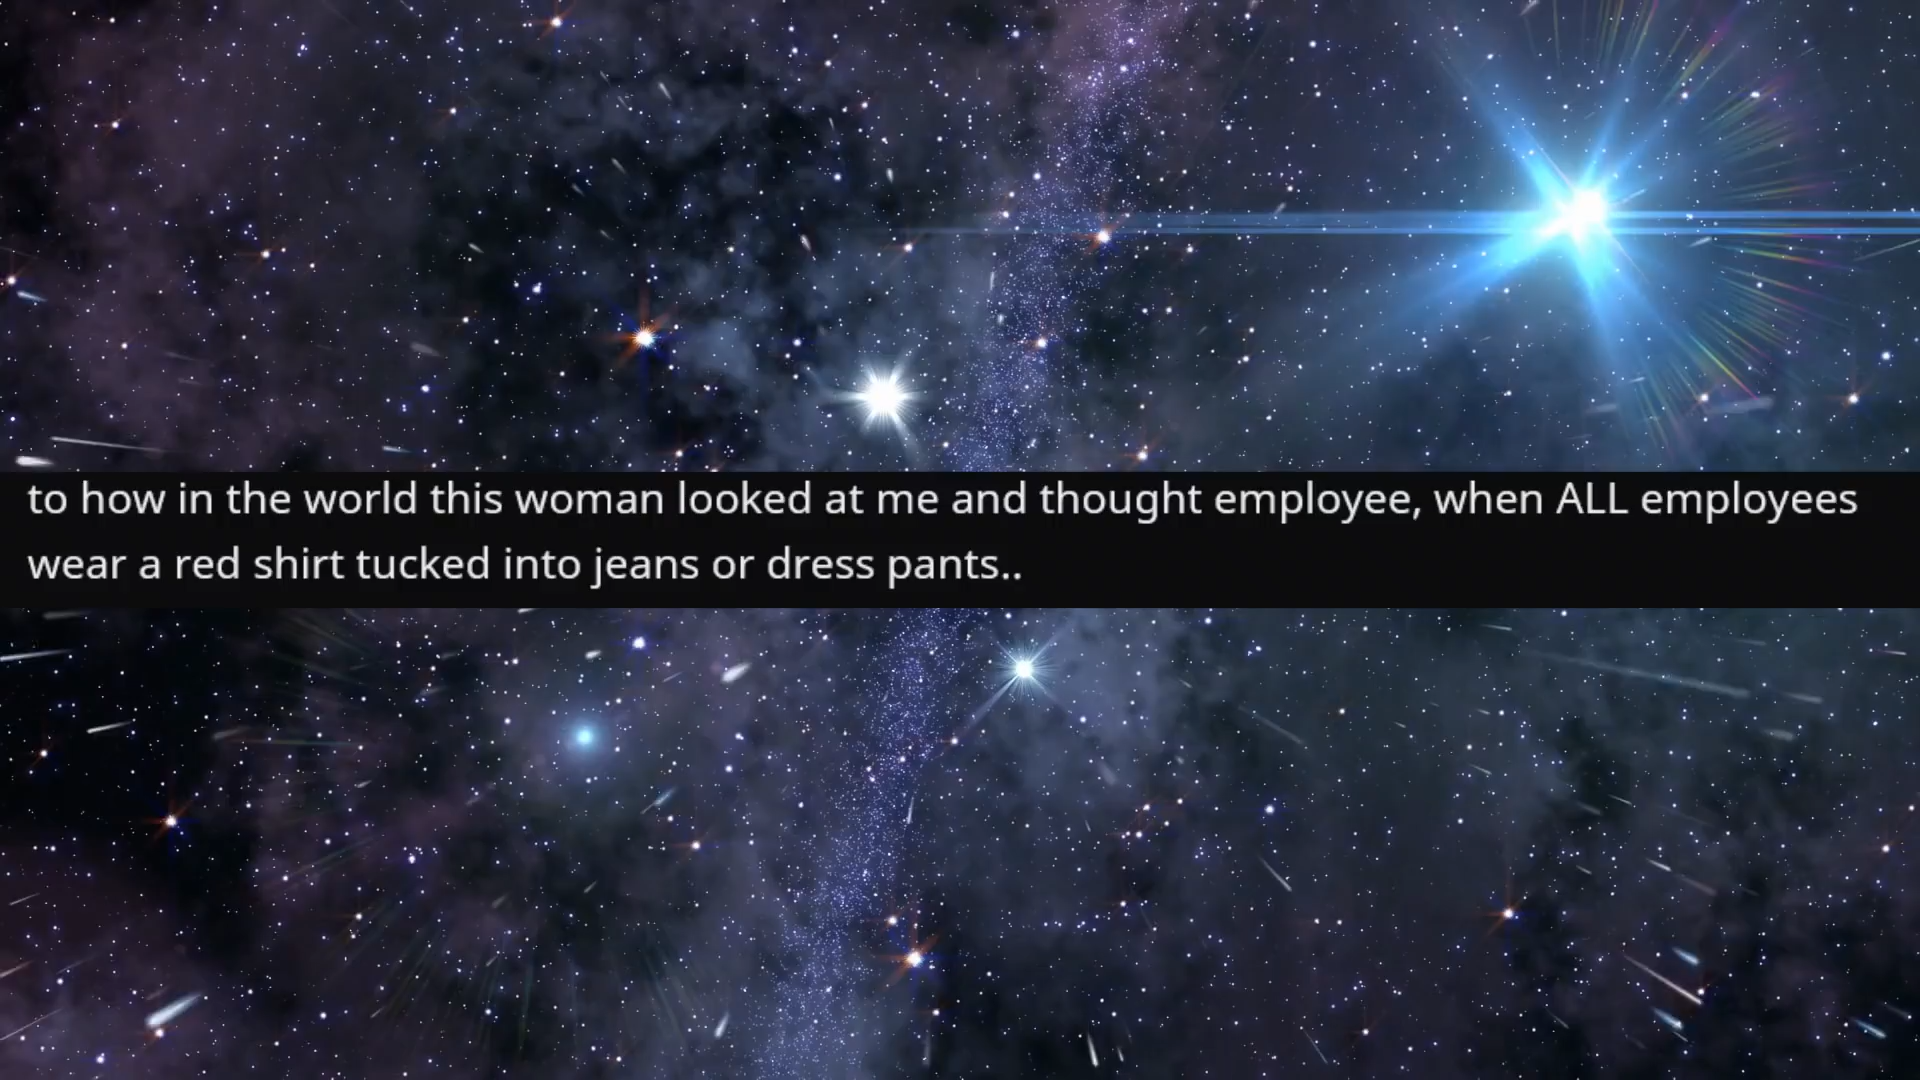 to how in the world this woman looked at me and thought employee, when ALL employees
wear a red shirt tucked into jeans or dress pants..